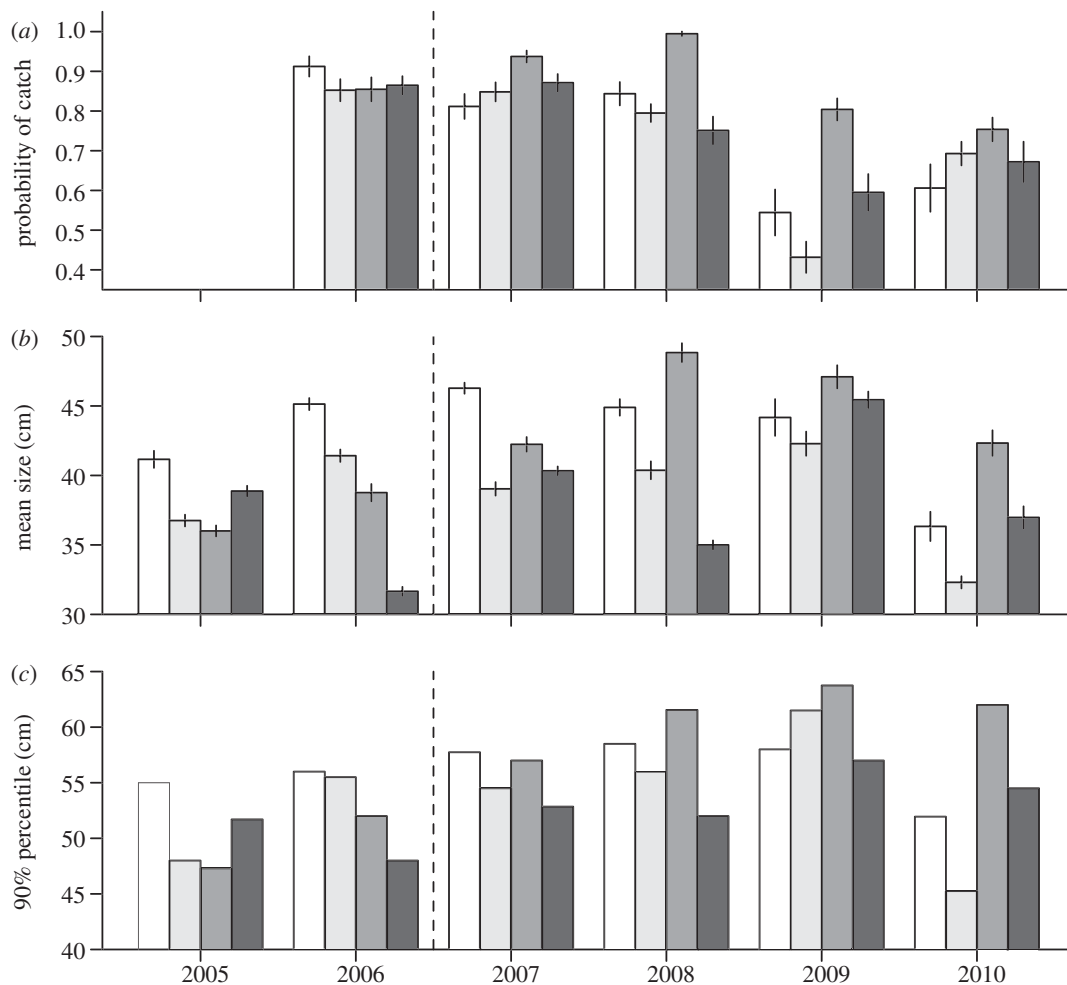 (a)
probability of catch
1.0
0.9
0.8
0.7
0.6
0.5
0.4
(b)
mean size (cm)
50
45
40
35
30
(c)
90% percentile (cm)
65
60
55
50
45
40
2005 2006 2007 2008 2009 2010